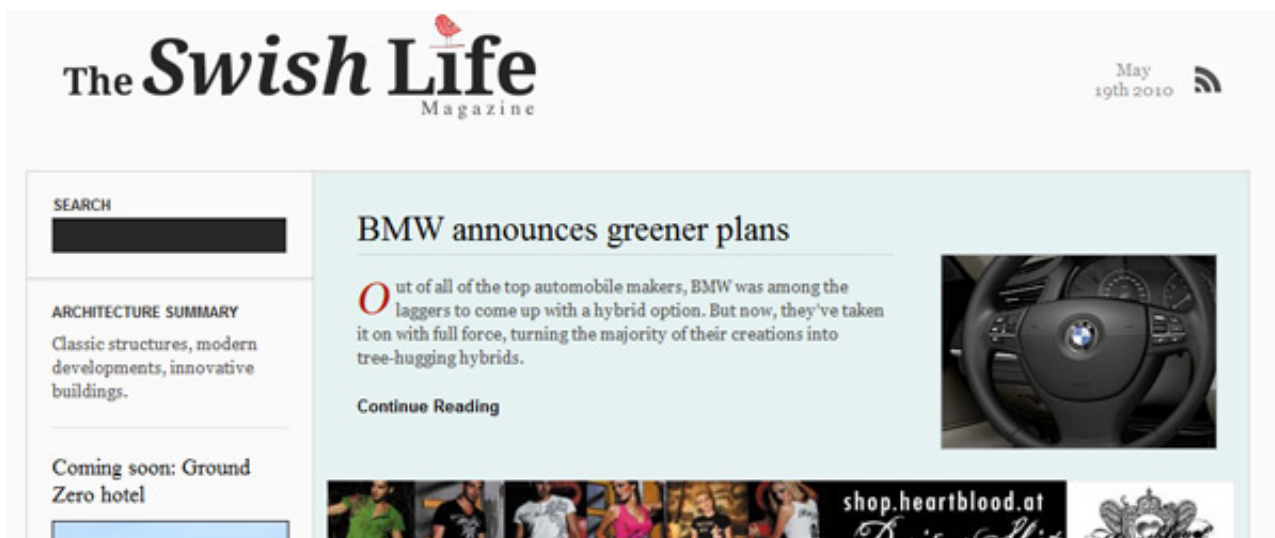 The Swish Life
Magazine
May
19th 2010
SEARCH
BMW announces greener plans
Out of all of the top automobile makers, BMW was among the
laggers to come up with a hybrid option. But now, they've taken
it on with full force, turning the majority of their creations into
tree-hugging hybrids.
Continue Reading
ARCHITECTURE SUMMARY
Classic structures, modern
developments, innovative
buildings.
Coming soon: Ground
Zero hotel
shop.heartblood.at